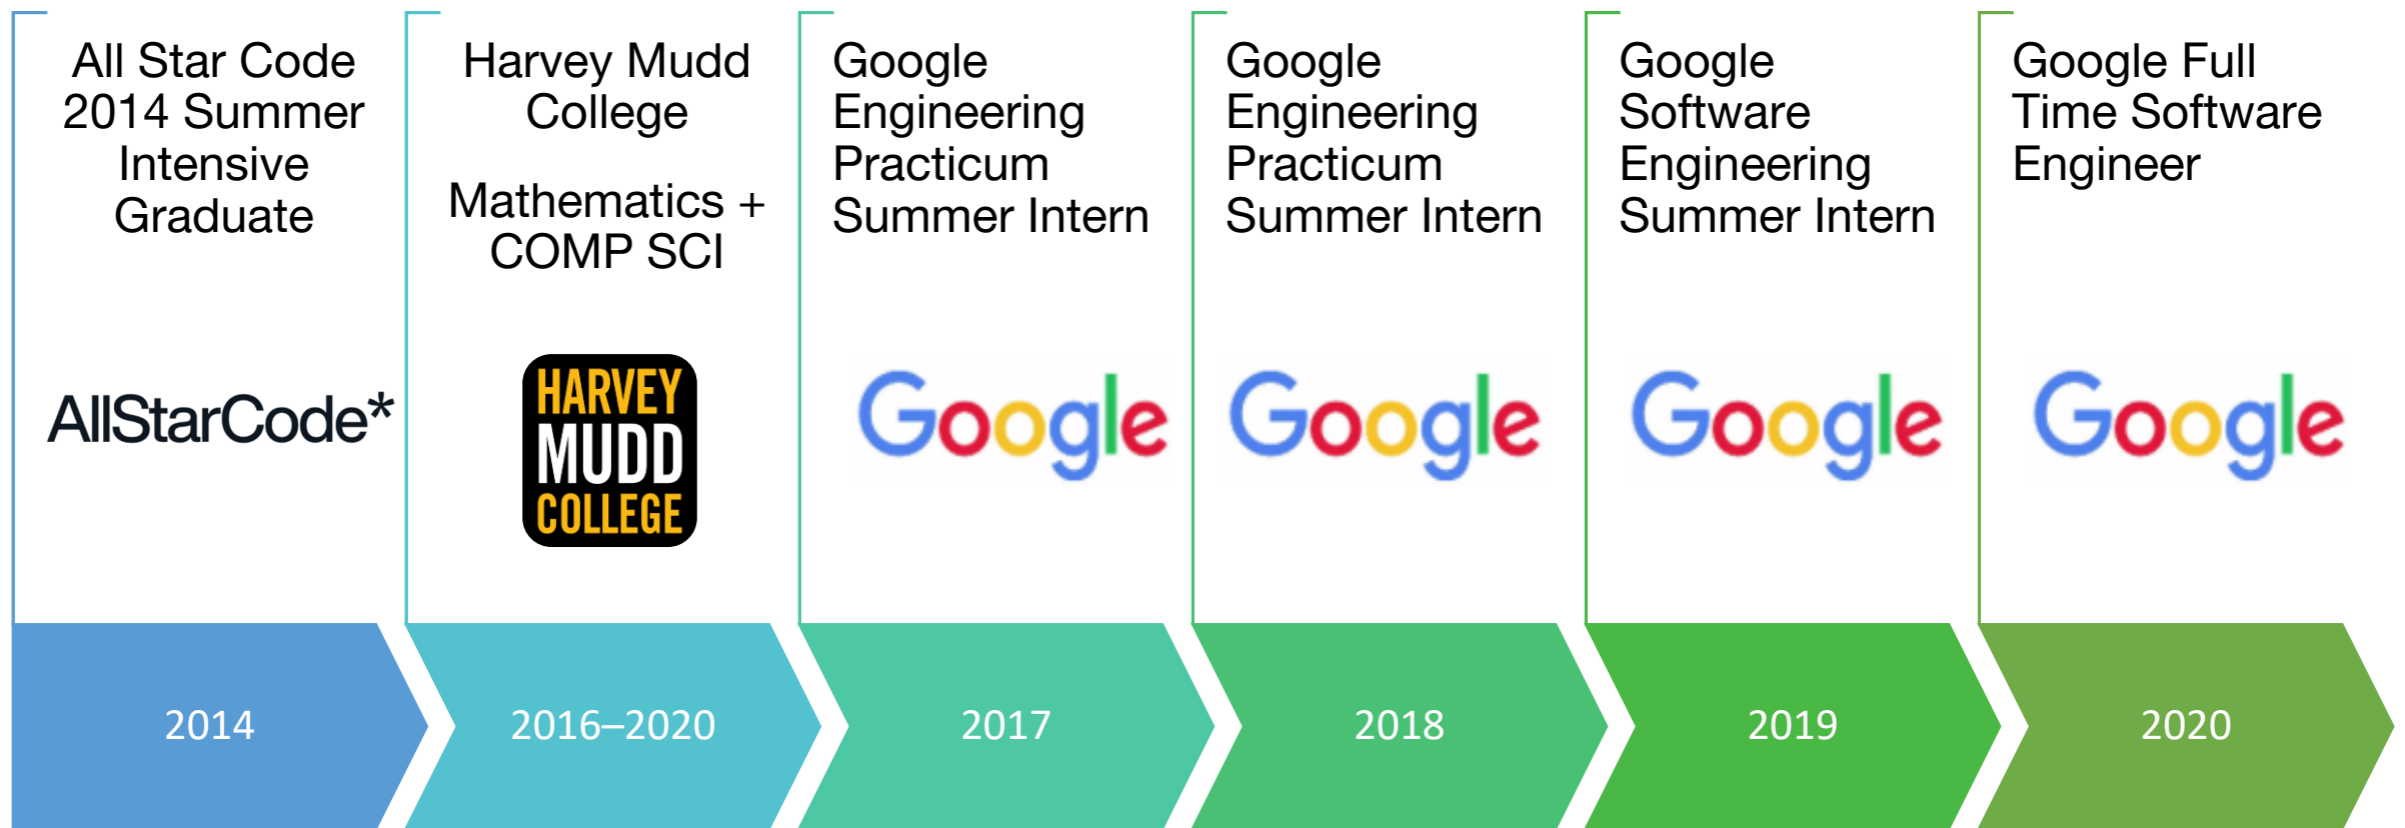 All Star Code
2014 Summer
Intensive
Graduate
AllStarCode*
2014
Harvey Mudd
College
Mathematics +
COMP SCI
HARVEY
MUDD
COLLEGE
2016–2020
Google
Engineering
Practicum
Summer Intern
Google
2017
Google
Engineering
Practicum
Summer Intern
Google
2018
Google
Software
Engineering
Summer Intern
Google
2019
Google Full
Time Software
Engineer
Google
2020